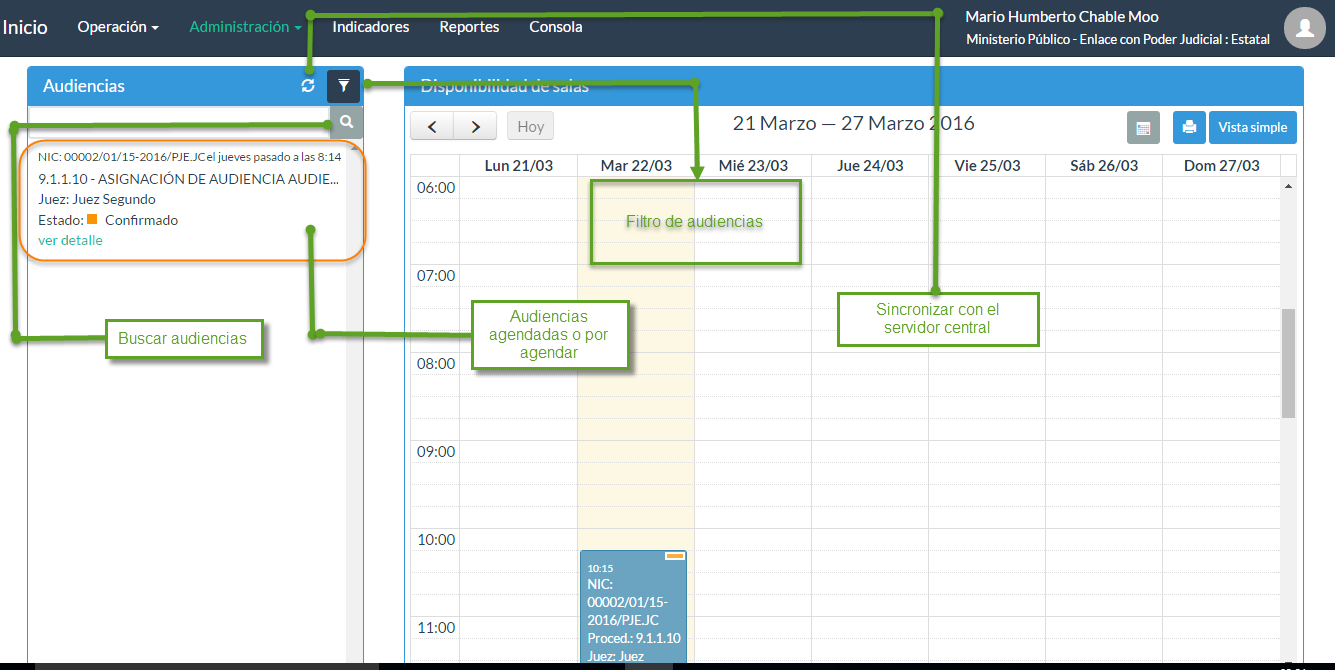 Inicio
Operación
Administración
Indicadores
Reportes
Consola
Mario Humberto Chable Moo
Ministerio Público - Enlace con Poder Judicial : Estatal
Audiencias
NIC: 00002/01/15-2016/PJE.JC el jueves pasado a las 8:14
9.1.1.10 - ASIGNACIÓN DE AUDIENCIA AUDIE...
Juez: Juez Segundo
Estado: Confirmado
ver detalle
Buscar audiencias
Audiencias
agendadas o por
agendar
Disponibilidad de salas
Hoy
21 Marzo — 27 Marzo 2016
Vista simple
Lun 21/03
Mar 22/03
Mié 23/03
Jue 24/03
Vie 25/03
Sáb 26/03
Dom 27/03
06:00
Filtro de audiencias
07:00
Sincronizar con el
servidor central
08:00
09:00
10:00
10:15
NIC:
00002/01/15-
2016/PJE.JC
Proced.: 9.1.1.10
Juez: Juez
11:00